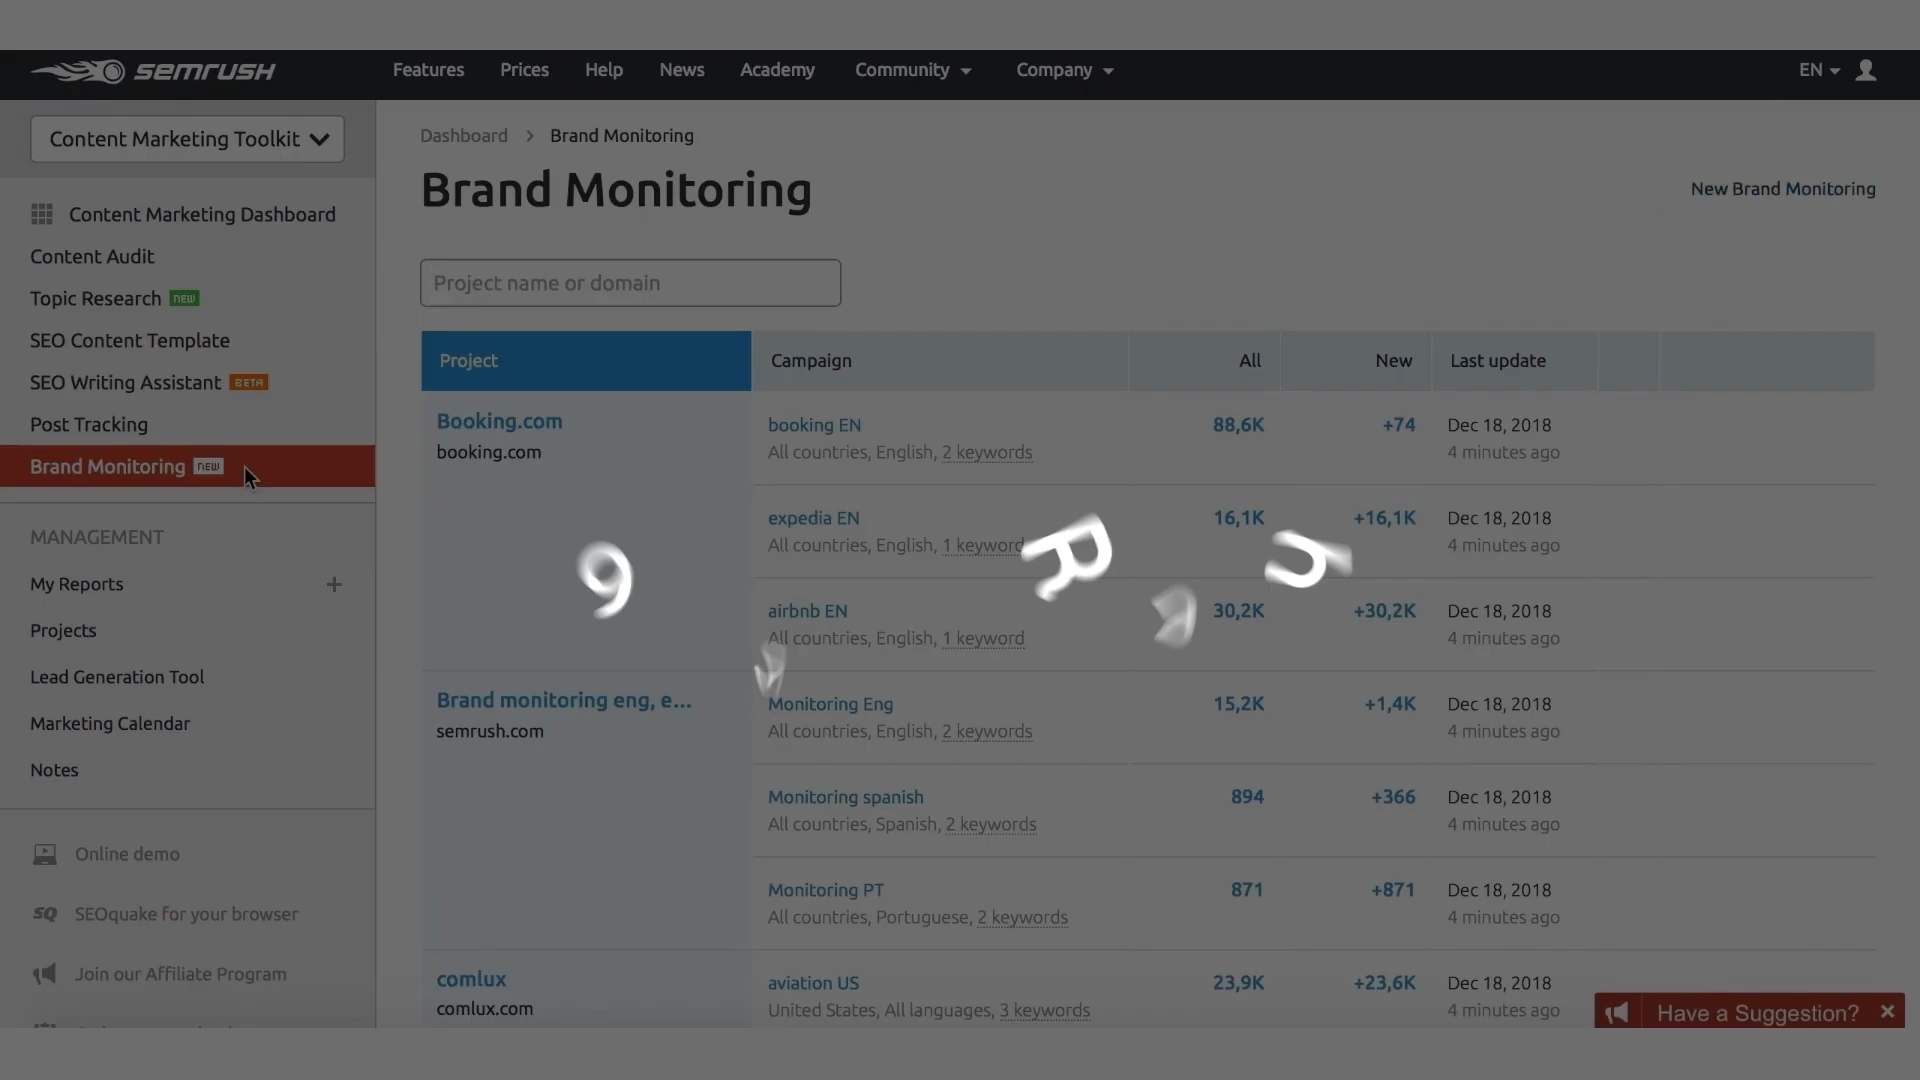 SEMRUSH
Features Prices Help News Academy Community Company EN
Content Marketing Toolkit
Content Marketing Dashboard
Content Audit
Topic Research NEW
SEO Content Template
SEO Writing Assistant BETA
Post Tracking
Brand Monitoring NEW
MANAGEMENT
My Reports +
Projects
Lead Generation Tool
Marketing Calendar
Notes
Online demo
SQ SEOquake for your browser
Join our Affiliate Program
Dashboard > Brand Monitoring
Brand Monitoring
New Brand Monitoring
Project name or domain
Project Campaign All New Last update
Booking.com
booking.com
booking EN 88,6K +74 Dec 18, 2018
All countries, English, 2 keywords 4 minutes ago
expedia EN 16,1K +16,1K Dec 18, 2018
All countries, English, 1 keyword 4 minutes ago
airbnb EN 30,2K +30,2K Dec 18, 2018
All countries, English, 1 keyword 4 minutes ago
Brand monitoring eng, e...
semrush.com
Monitoring Eng 15,2K +1,4K Dec 18, 2018
All countries, English, 2 keywords 4 minutes ago
Monitoring spanish 894 +366 Dec 18, 2018
All countries, Spanish, 2 keywords 4 minutes ago
Monitoring PT 871 +871 Dec 18, 2018
All countries, Portuguese, 2 keywords 4 minutes ago
comlux
comlux.com
aviation US 23,9K +23,6K Dec 18, 2018
United States, All languages, 3 keywords 4 minutes ago
Have a Suggestion? ×